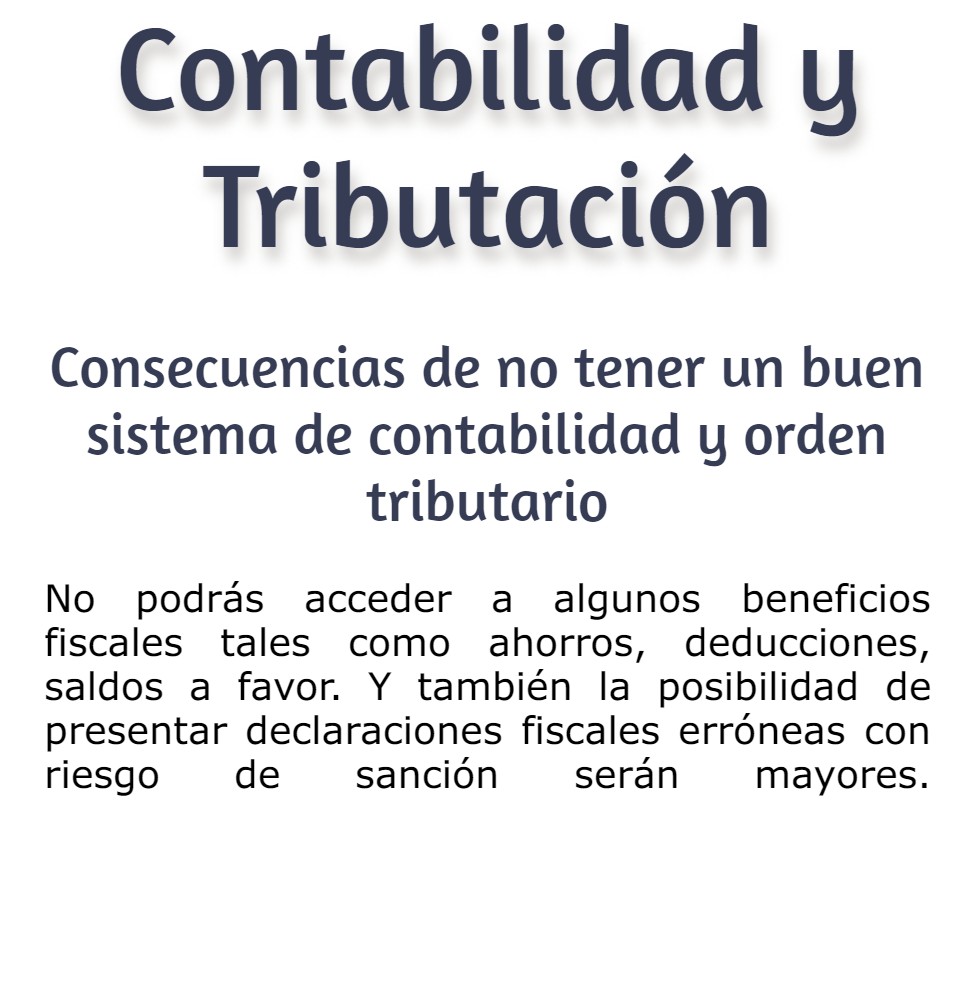 Contabilidad y
Tributación
Consecuencias de no tener un buen
sistema de contabilidad y orden
tributario
No podrás acceder a algunos beneficios
fiscales tales como ahorros, deducciones,
saldos a favor. Y también la posibilidad de
presentar declaraciones fiscales erróneas con
riesgo de sanción serán mayores.